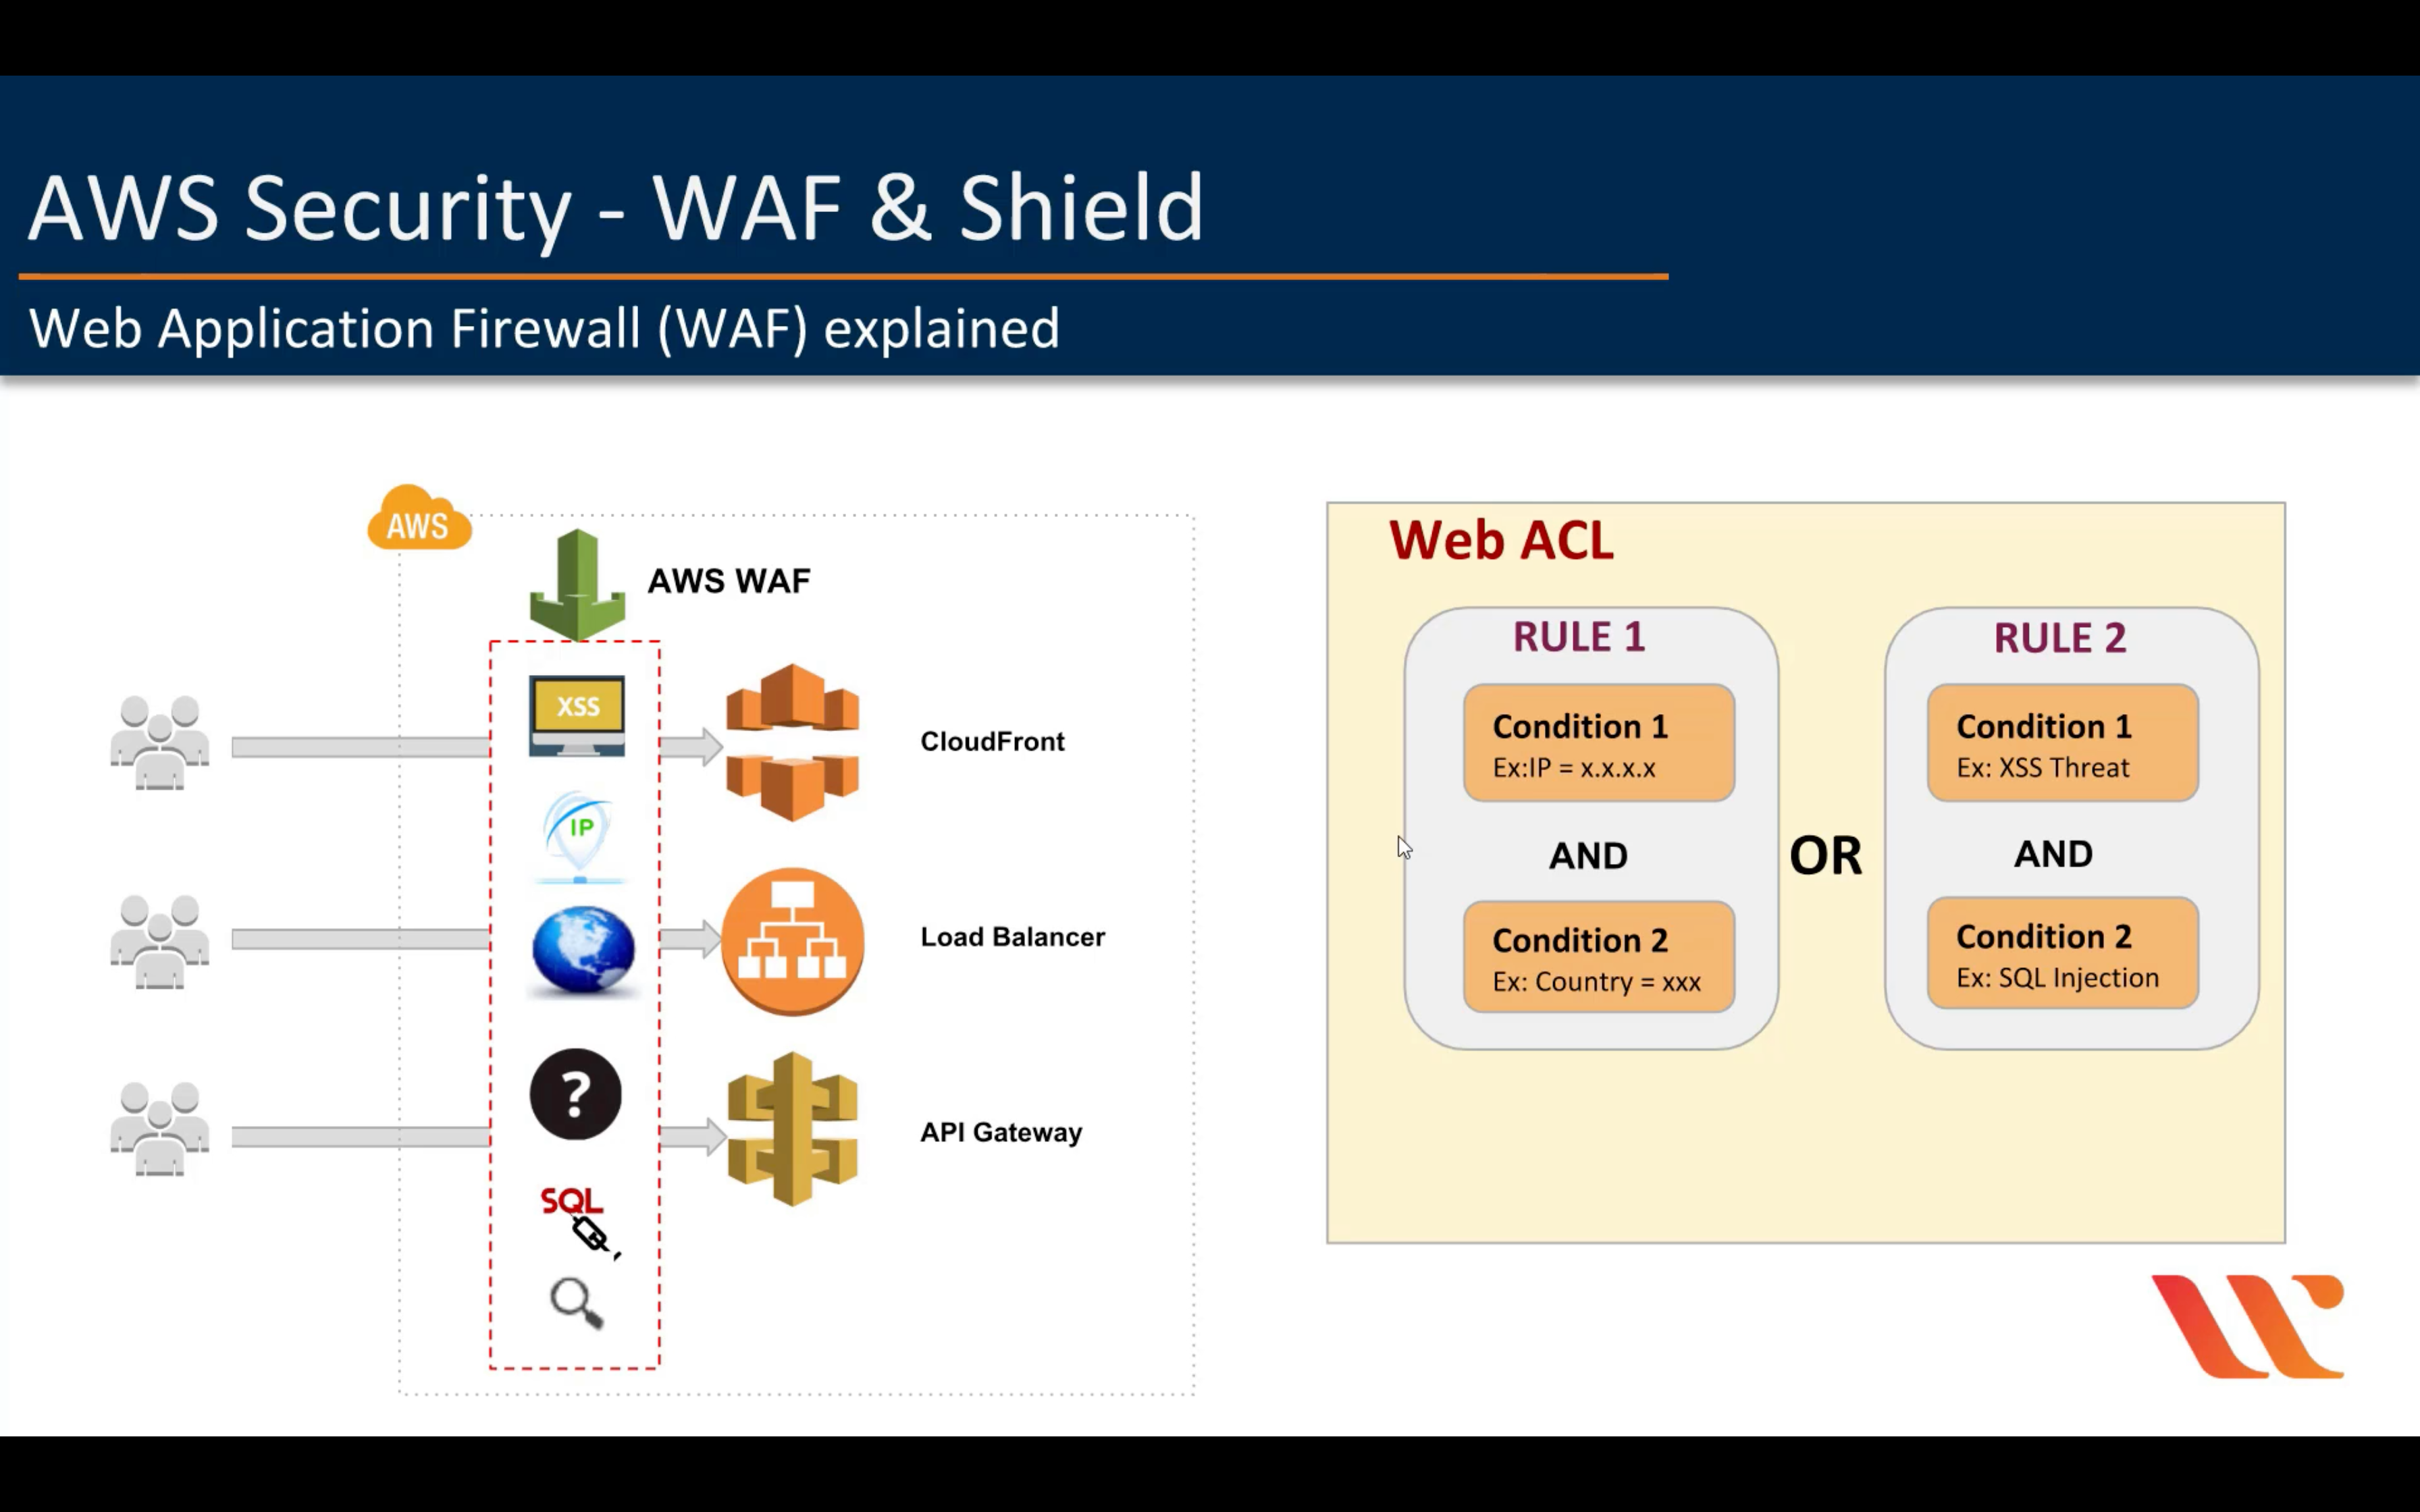 AWS Security - WAF & Shield
Web Application Firewall (WAF) explained
AWS
AWS WAF
XSS
IP
?
SQL
CloudFront
Load Balancer
API Gateway
Web ACL
RULE 1
Condition 1
Ex:IP = x.x.x.x
AND
Condition 2
Ex: Country = xxx
OR
RULE 2
Condition 1
Ex: XSS Threat
AND
Condition 2
Ex: SQL Injection